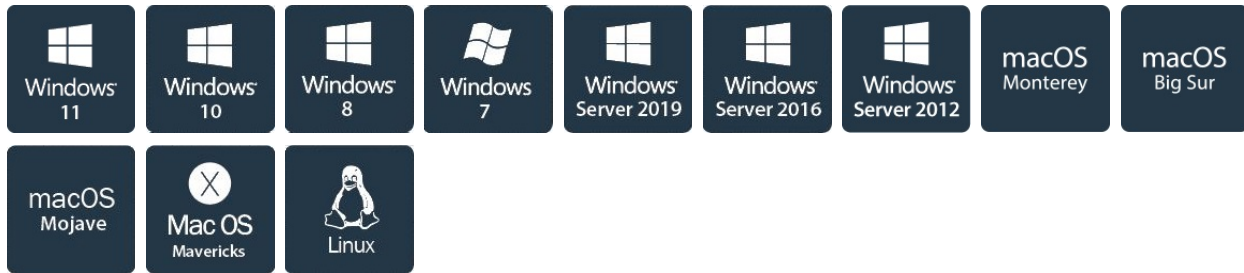 Windows
11
Windows
10
Windows
8
Windows
7
Windows
Server 2019
Windows
Server 2016
Windows
Server 2012
macOS
Monterey
macOS
Big Sur
macOS
Mojave
X
Mac OS
Mavericks
Linux